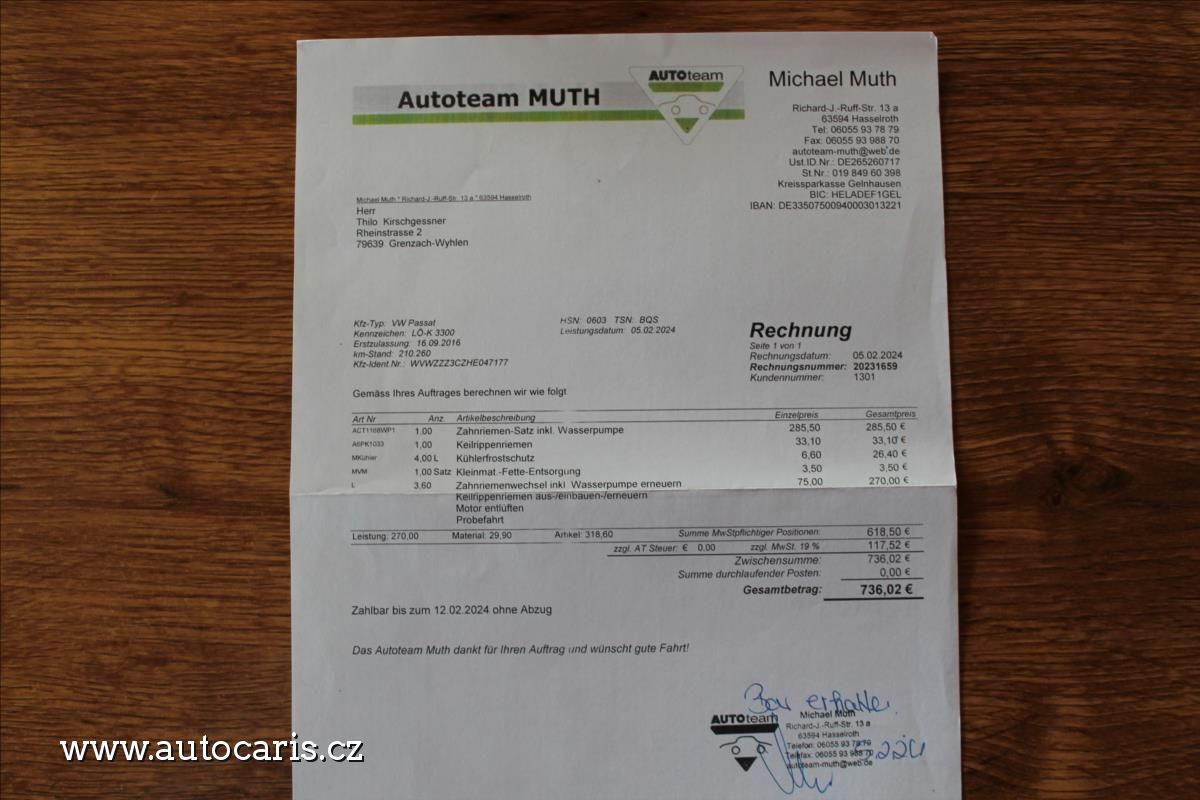 Autoteam MUTH
AUTOteam
Michael Muth
Richard-J.-Ruff-Str. 13 a
63594 Hasselroth
Tel: 06055 93 78 79
Fax: 06055 93 988 70
autoteam-muth@web.de
Ust.ID.Nr.: DE265260717
St.Nr.: 019 849 60 398
Kreissparkasse Gelnhausen
BIC: HELADEF1GEL
IBAN: DE33507500940003013221
Michael Muth * Richard-J.-Ruff-Str. 13 a * 63594 Hasselroth
Herr
Thilo Kirschgessner
Rheinstrasse 2
79639 Grenzach-Wyhlen
Kfz-Typ: VW Passat
Kennzeichen: LÖ-K 3300
Erstzulassung: 16.09.2016
km-Stand: 210.260
Kfz-Ident.Nr.: WVWZZZ3CZHE047177
HSN: 0603 TSN: BQS
Leistungsdatum: 05.02.2024
Rechnung
Seite 1 von 1
Rechnungsdatum: 05.02.2024
Rechnungsnummer: 20231659
Kundennummer: 1301
Gemäss Ihres Auftrages berechnen wir wie folgt
Art Nr Anz. Artikelbeschreibung Einzelpreis Gesamtpreis
ACT1168WP1 1.00 Zahnriemen-Satz inkl. Wasserpumpe 285,50 285,50 €
A6PK1033 1,00 Keilrippenriemen 33,10 33,10 €
MKühler 4,00 L Kühlerfrostschutz 6,60 26,40 €
MVM 1,00 Satz Kleinmat.-Fette-Entsorgung 3,50 3,50 €
L 3.60 Zahnriemenwechsel inkl. Wasserpumpe erneuern 75,00 270,00 €
Keilrippenriemen aus-/einbauen-/erneuern
Motor entlüften
Probefahrt
Leistung: 270,00 Material: 29,90 Artikel: 318,60 Summe MwStpflichtiger Positionen: 618,50 €
zzgl. AT Steuer: € 0,00 zzgl. MwSt. 19 % 117,52 €
Zwischensumme: 736,02 €
Summe durchlaufender Posten: 0,00 €
Gesamtbetrag: 736,02 €
Zahlbar bis zum 12.02.2024 ohne Abzug
Das Autoteam Muth dankt für Ihren Auftrag und wünscht gute Fahrt!
Bar erhalten
AUTOteam
Michael Muth
Richard-J.-Ruff-Str. 13 a
63594 Hasselroth
Telefon: 06055 93 78 79
Telefax: 06055 93 988 70
autoteam-muth@web.de
www.autocaris.cz